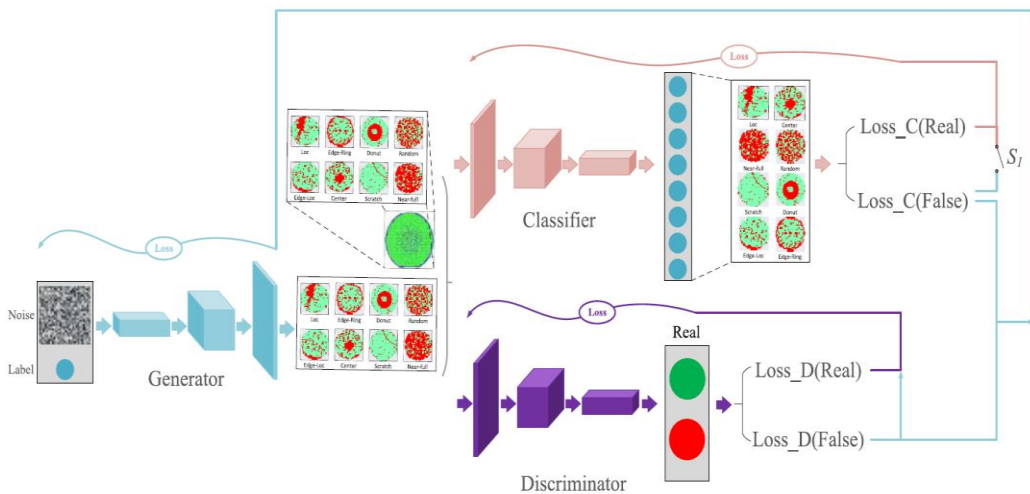 Loss
Loc Edge-Ring Donut Random
Edge-Loc Center Scratch Near-full
Classifier
Loc Center
Near-full Random
Scratch Donut
Edge-Loc Edge-Ring
Loss_C(Real)
S1
Loss_C(False)
Loss
Noise
Label
Generator
Loc Edge-Ring Donut Random
Edge-Loc Center Scratch Near-full
Loss
Real
Loss_D(Real)
Loss_D(False)
Discriminator